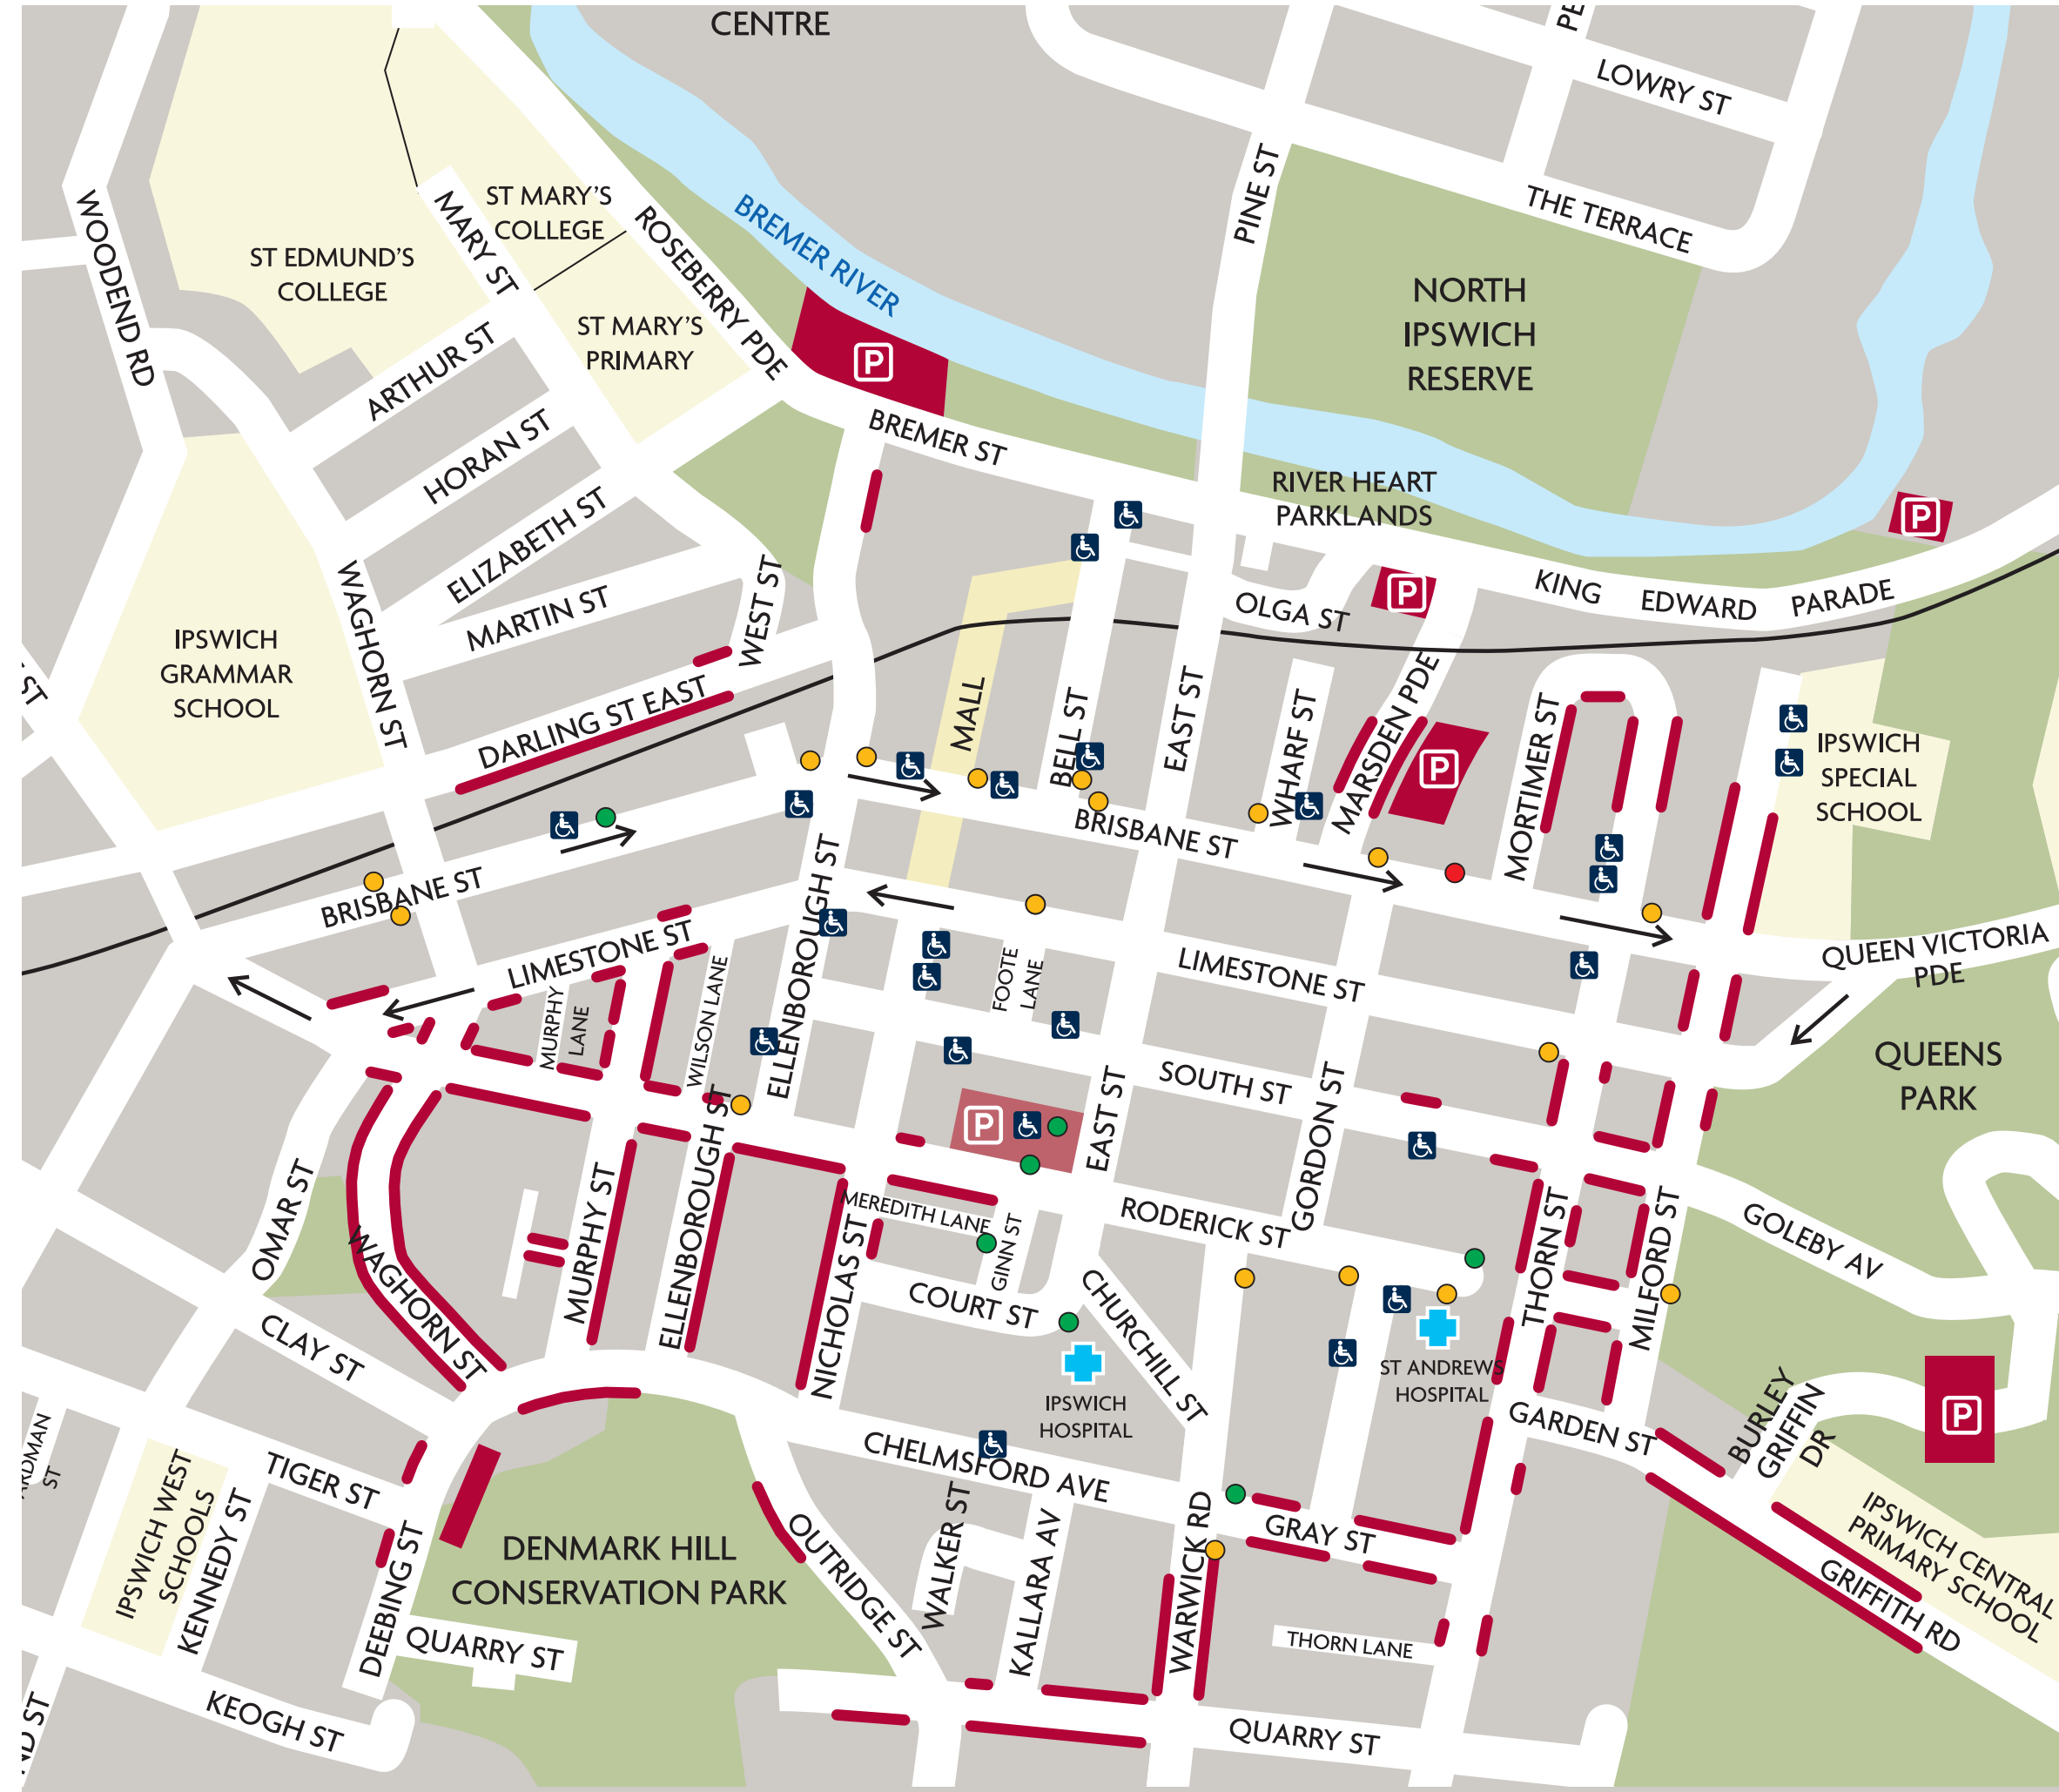 CENTRE
LOWRY ST
THE TERRACE
PINE ST
WOODEND RD
MARY ST
ST MARY'S
COLLEGE
ST EDMUND'S
COLLEGE
ROSEBERRY PDE
BREMER RIVER
ST MARY'S
PRIMARY
NORTH
IPSWICH
RESERVE
ARTHUR ST
HORAN ST
ELIZABETH ST
MARTIN ST
P
BREMER ST
RIVER HEART
PARKLANDS
P
P
KING EDWARD PARADE
OLGA ST
WEST ST
WAGHORN ST
IPSWICH
GRAMMAR
SCHOOL
ST
DARLING ST EAST
MALL
BELL ST
EAST ST
WHARF ST
MARSDEN PDE
P
MORTIMER ST
IPSWICH
SPECIAL
SCHOOL
BRISBANE ST
BRISBANE ST
LIMESTONE ST
ELLENBOROUGH ST
LIMESTONE ST
FOOTE
LANE
QUEEN VICTORIA
PDE
MURPHY
LANE
WILSON LANE
SOUTH ST
GORDON ST
QUEENS
PARK
P
EAST ST
OMAR ST
WAGHORN ST
MURPHY ST
ELLENBOROUGH ST
NICHOLAS ST
MEREDITH LANE
GINN ST
RODERICK ST
COURT ST
CHURCHILL ST
THORN ST
MILFORD ST
GOLEBY AV
CLAY ST
IPSWICH
HOSPITAL
ST ANDREWS
HOSPITAL
GARDEN ST
BURLEY
GRIFFIN
DR
P
ST
TIGER ST
IPSWICH WEST
SCHOOLS
KENNEDY ST
DEEBING ST
DENMARK HILL
CONSERVATION PARK
CHELMSFORD AVE
OUTRIDGE ST
WALKER ST
KALLARA AV
WARWICK RD
GRAY ST
IPSWICH CENTRAL
PRIMARY SCHOOL
GRIFFITH RD
THORN LANE
QUARRY ST
KEOGH ST
QUARRY ST
ST